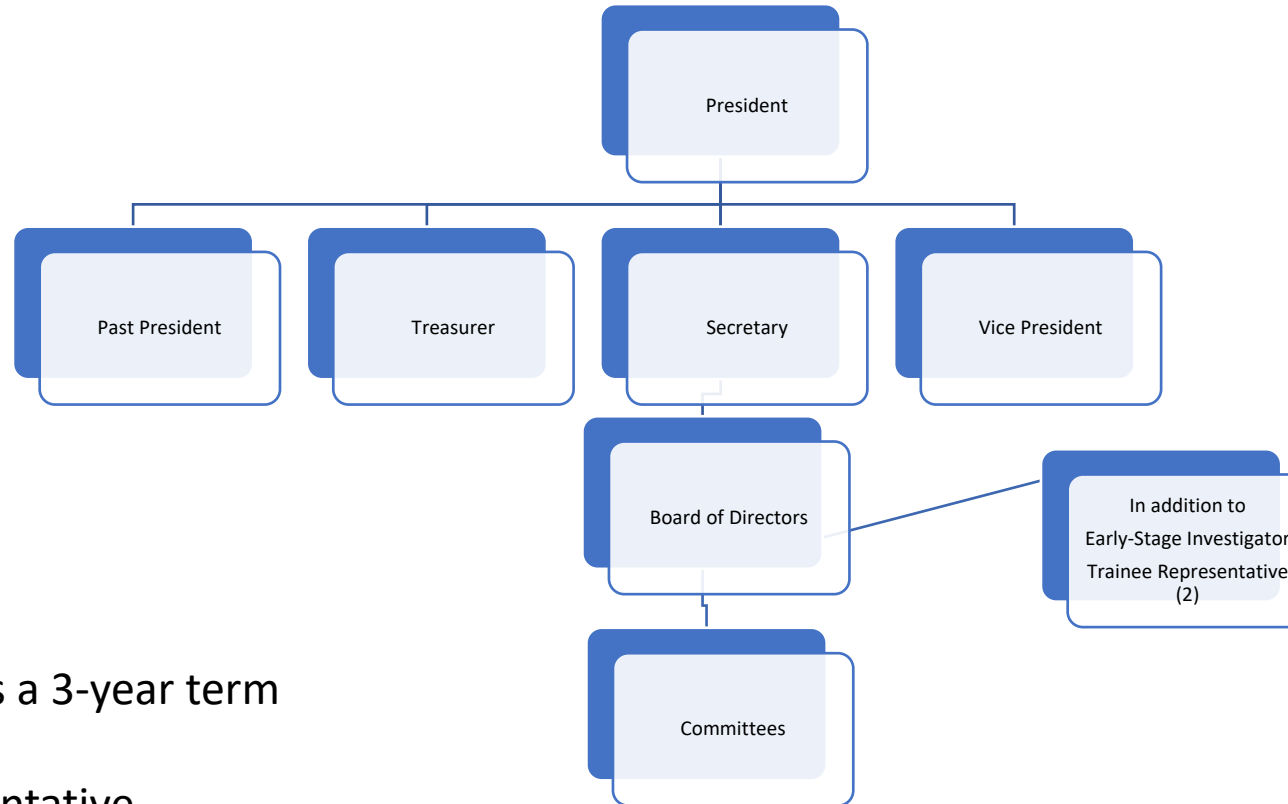 President
Past President
Treasurer
Secretary
Vice President
Board of Directors
In addition to
Early-Stage Investigator
Trainee Representative
(2)
s a 3-year term
Committees
ntative